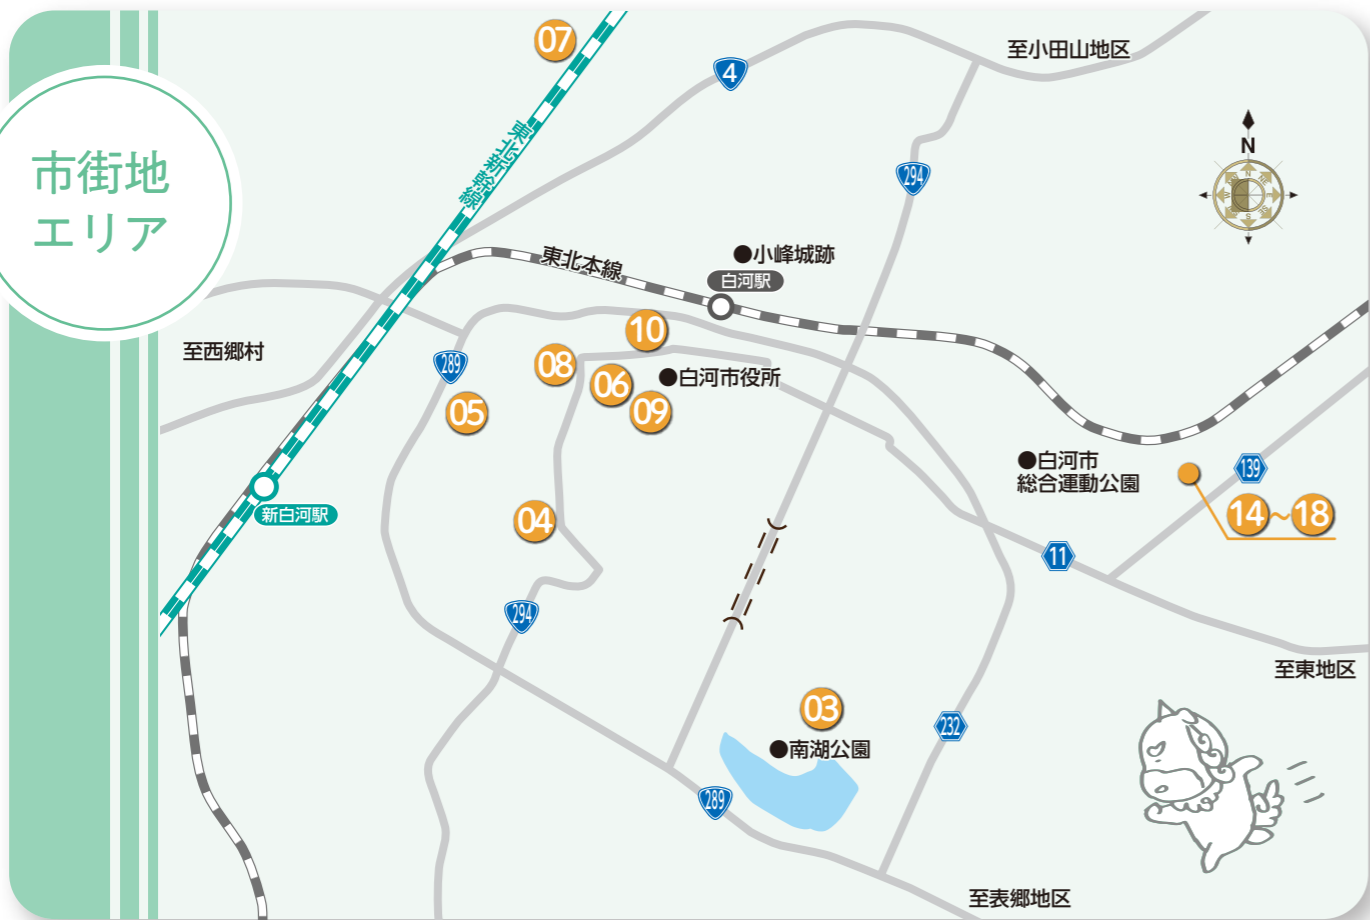 市街地
エリア
07
4
至小田山地区
東北新幹線
294
N
東北本線
●小峰城跡
白河駅
至西郷村
289
10
08
06
●白河市役所
05
09
●白河市
総合運動公園
139
新白河駅
04
14～18
11
294
至東地区
03
232
●南湖公園
289
至表郷地区